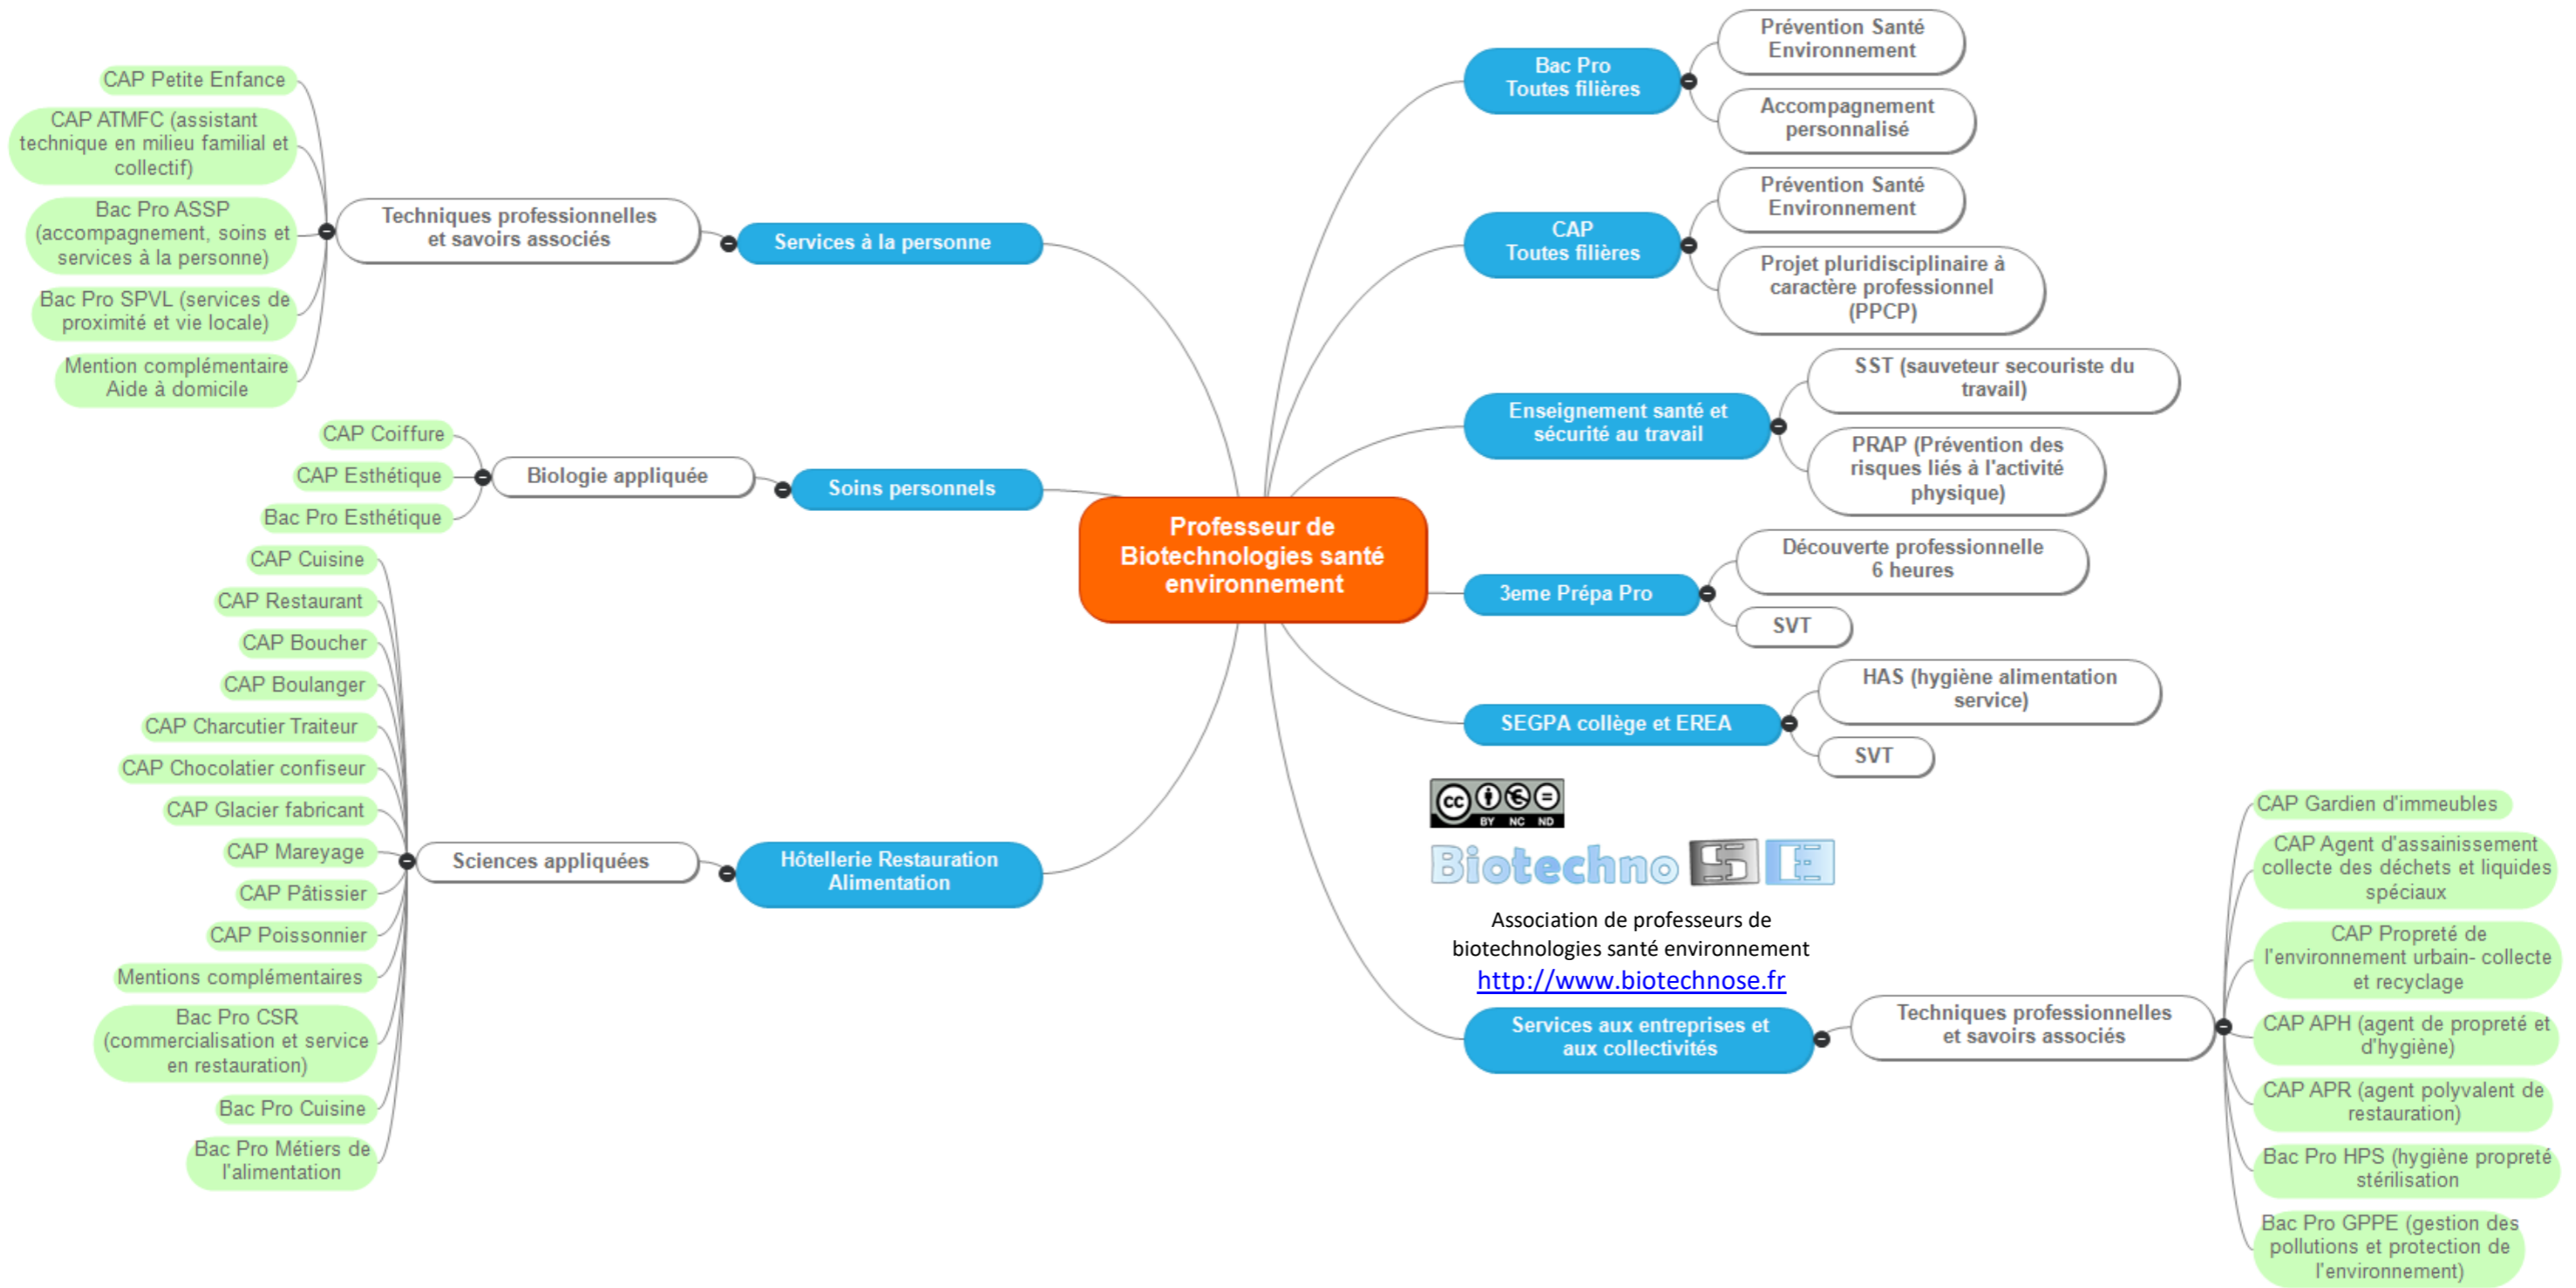 Professeur de
Biotechnologies santé
environnement
Bac Pro
Toutes filières
Prévention Santé
Environnement
Accompagnement
personnalisé
CAP
Toutes filières
Prévention Santé
Environnement
Projet pluridisciplinaire à
caractère professionnel
(PPCP)
Enseignement santé et
sécurité au travail
SST (sauveteur secouriste du
travail)
PRAP (Prévention des
risques liés à l'activité
physique)
3eme Prépa Pro
Découverte professionnelle
6 heures
SVT
SEGPA collège et EREA
HAS (hygiène alimentation
service)
SVT
cc
BY NC ND
Biotechno SE
Association de professeurs de
biotechnologies santé environnement
http://www.biotechnose.fr
Services aux entreprises et
aux collectivités
Techniques professionnelles
et savoirs associés
CAP Gardien d'immeubles
CAP Agent d'assainissement
collecte des déchets et liquides
spéciaux
CAP Propreté de
l'environnement urbain- collecte
et recyclage
CAP APH (agent de propreté et
d'hygiène)
CAP APR (agent polyvalent de
restauration)
Bac Pro HPS (hygiène propreté
stérilisation
Bac Pro GPPE (gestion des
pollutions et protection de
l'environnement)
Services à la personne
Techniques professionnelles
et savoirs associés
CAP Petite Enfance
CAP ATMFC (assistant
technique en milieu familial et
collectif)
Bac Pro ASSP
(accompagnement, soins et
services à la personne)
Bac Pro SPVL (services de
proximité et vie locale)
Mention complémentaire
Aide à domicile
Soins personnels
Biologie appliquée
CAP Coiffure
CAP Esthétique
Bac Pro Esthétique
Hôtellerie Restauration
Alimentation
Sciences appliquées
CAP Cuisine
CAP Restaurant
CAP Boucher
CAP Boulanger
CAP Charcutier Traiteur
CAP Chocolatier confiseur
CAP Glacier fabricant
CAP Mareyage
CAP Pâtissier
CAP Poissonnier
Mentions complémentaires
Bac Pro CSR
(commercialisation et service
en restauration)
Bac Pro Cuisine
Bac Pro Métiers de
l'alimentation